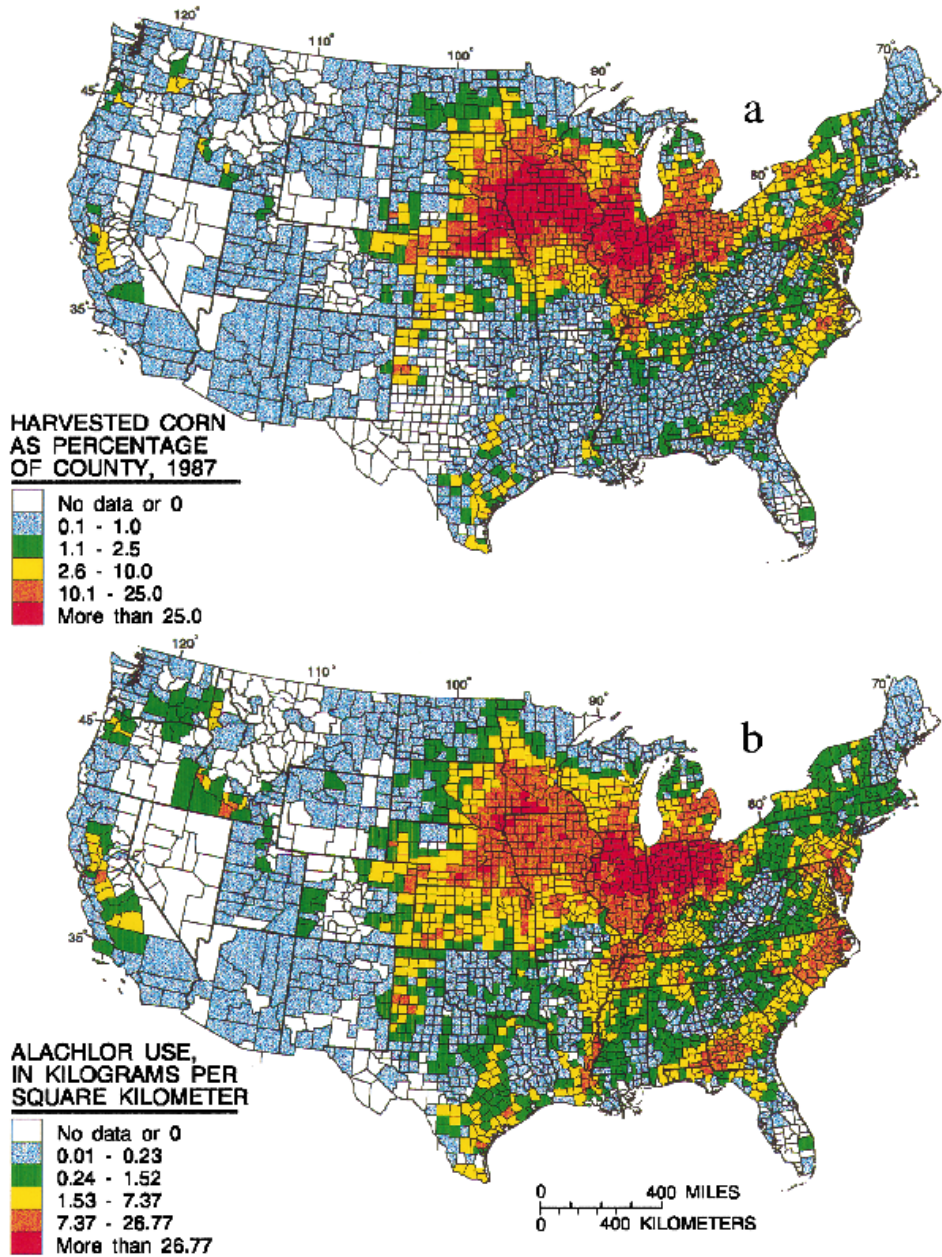 120°
110°
100°
90°
80°
70°
45°
35°
a
HARVESTED CORN
AS PERCENTAGE
OF COUNTY, 1987
No data or 0
0.1 - 1.0
1.1 - 2.5
2.6 - 10.0
10.1 - 25.0
More than 25.0
120°
110°
100°
90°
80°
70°
45°
35°
b
ALACHLOR USE,
IN KILOGRAMS PER
SQUARE KILOMETER
No data or 0
0.01 - 0.23
0.24 - 1.52
1.53 - 7.37
7.37 - 26.77
More than 26.77
0 400 MILES
0 400 KILOMETERS